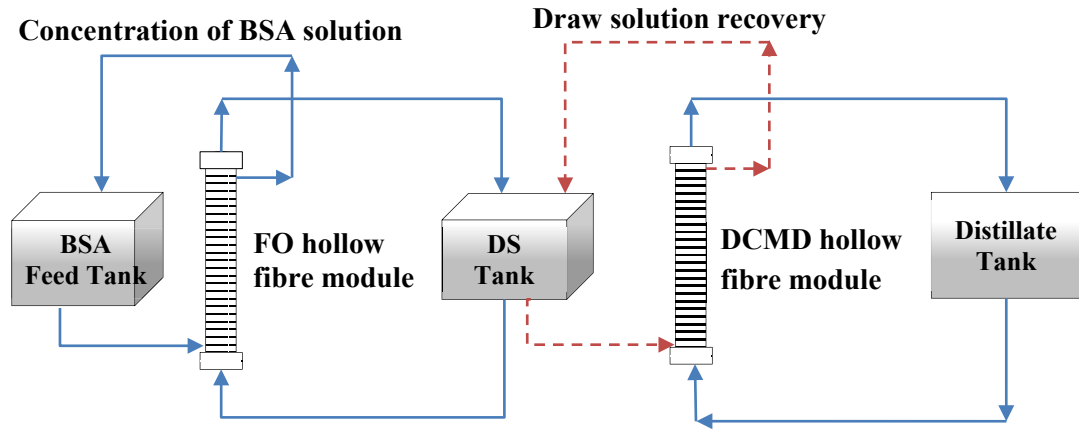 Concentration of BSA solution
Draw solution recovery
BSA
Feed Tank
FO hollow
fibre module
DS
Tank
DCMD hollow
fibre module
Distillate
Tank